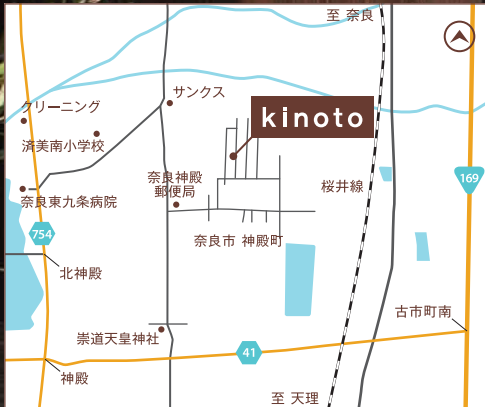 至 奈良
サンクス
クリーニング
kinoto
済美南小学校
奈良神殿
郵便局
桜井線
169
奈良東九条病院
754
奈良市 神殿町
北神殿
古市町南
崇道天皇神社
41
神殿
至 天理